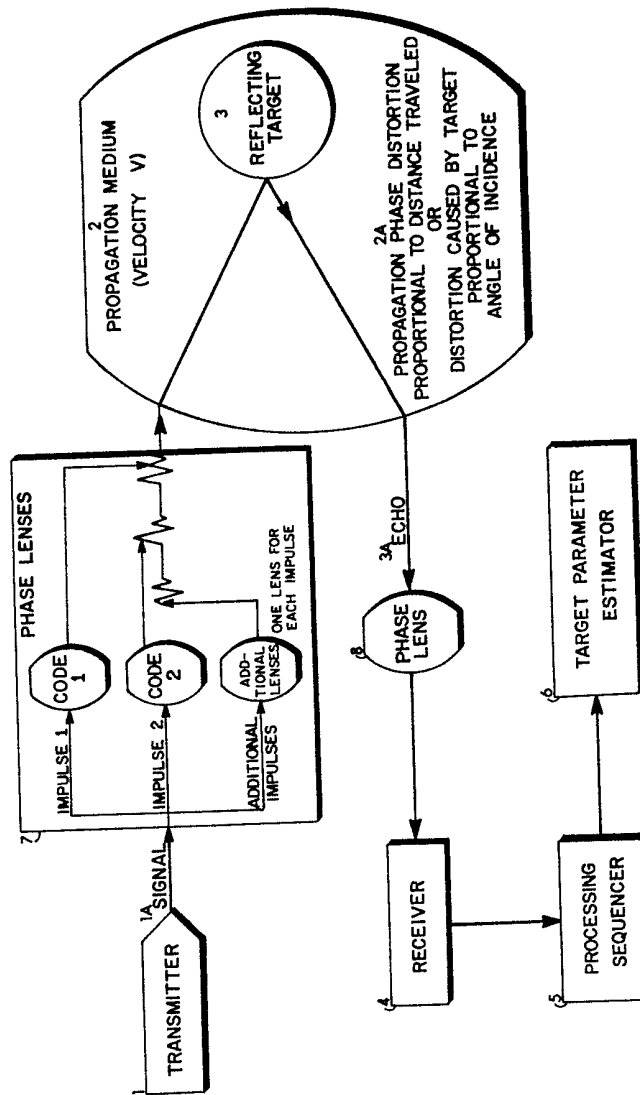 1
TRANSMITTER
1A
SIGNAL
7
PHASE LENSES
IMPULSE 1
CODE
1
IMPULSE 2
CODE
2
ADDITIONAL
IMPULSES
ADD-
ITIONAL
LENSES
ONE LENS FOR
EACH IMPULSE
2
PROPAGATION MEDIUM
(VELOCITY V)
3
REFLECTING
TARGET
2A
PROPAGATION PHASE DISTORTION
PROPORTIONAL TO DISTANCE TRAVELED
OR
DISTORTION CAUSED BY TARGET
PROPORTIONAL TO
ANGLE OF INCIDENCE
3A
ECHO
8
PHASE
LENS
4
RECEIVER
5
PROCESSING
SEQUENCER
6
TARGET PARAMETER
ESTIMATOR